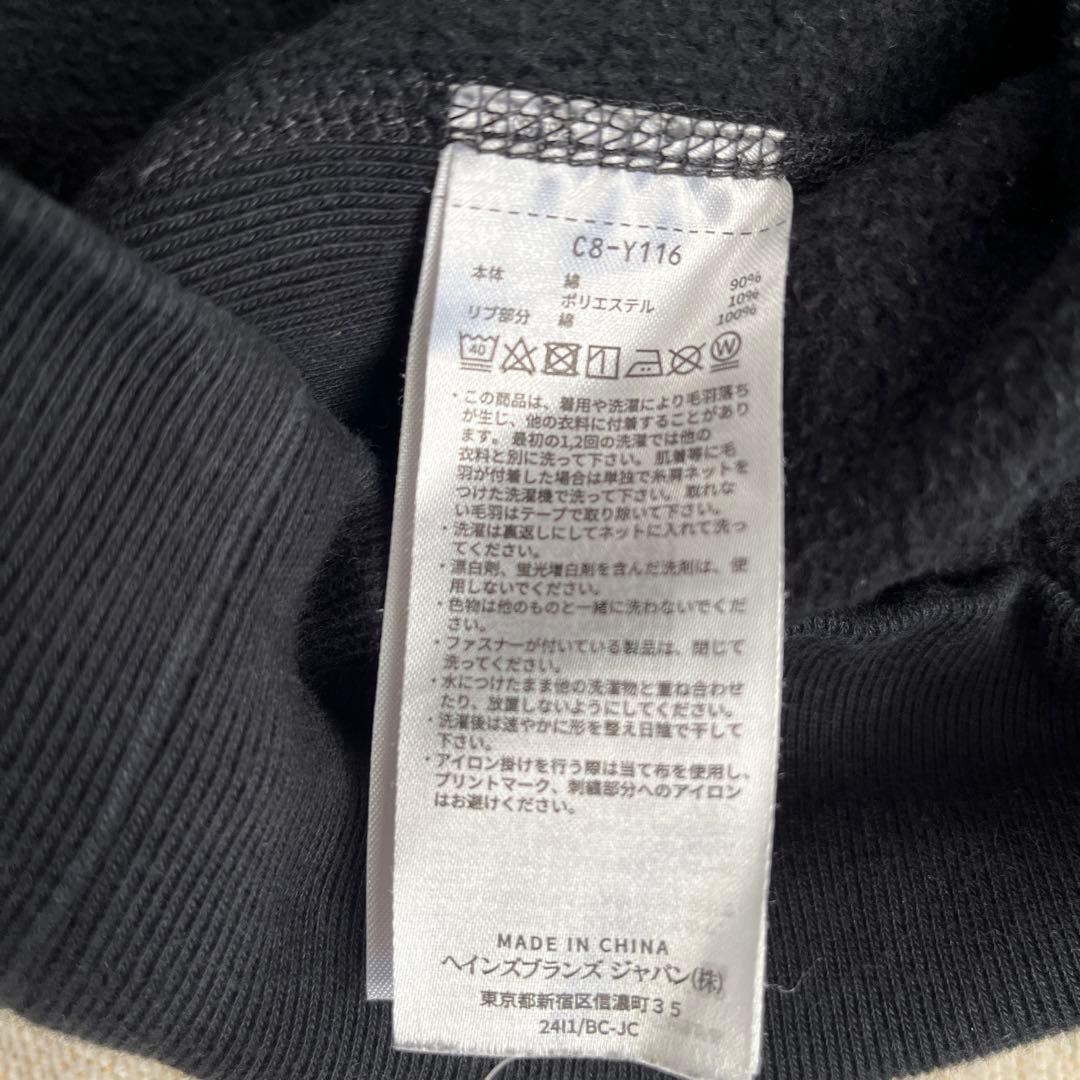 C8-Y116
本体 綿 90%
ポリエステル 10%
リブ部分 綿 100%
40 W
・この商品は、着用や洗濯により毛羽落ち
が生じ、他の衣料に付着することがあり
ます。最初の1,2回の洗濯では他の
衣料と別に洗って下さい。肌着等に毛
羽が付着した場合は単独で糸屑ネットを
つけた洗濯機で洗って下さい。取れな
い毛羽はテープで取り除いて下さい。
・洗濯は裏返しにしてネットに入れて洗っ
てください。
・漂白剤、蛍光増白剤を含んだ洗剤は、使
用しないでください。
・色物は他のものと一緒に洗わないでくだ
さい。
・ファスナーが付いている製品は、閉じて
洗ってください。
・水につけたまま他の洗濯物と重ね合わせ
たり、放置しないようにしてください。
・洗濯後は速やかに形を整え日陰で干して
下さい。
・アイロン掛けを行う際は当て布を使用し、
プリントマーク、刺繍部分へのアイロン
はお避けください。
MADE IN CHINA
ヘインズブランズ ジャパン(株)
東京都新宿区信濃町35
24I1/BC-JC